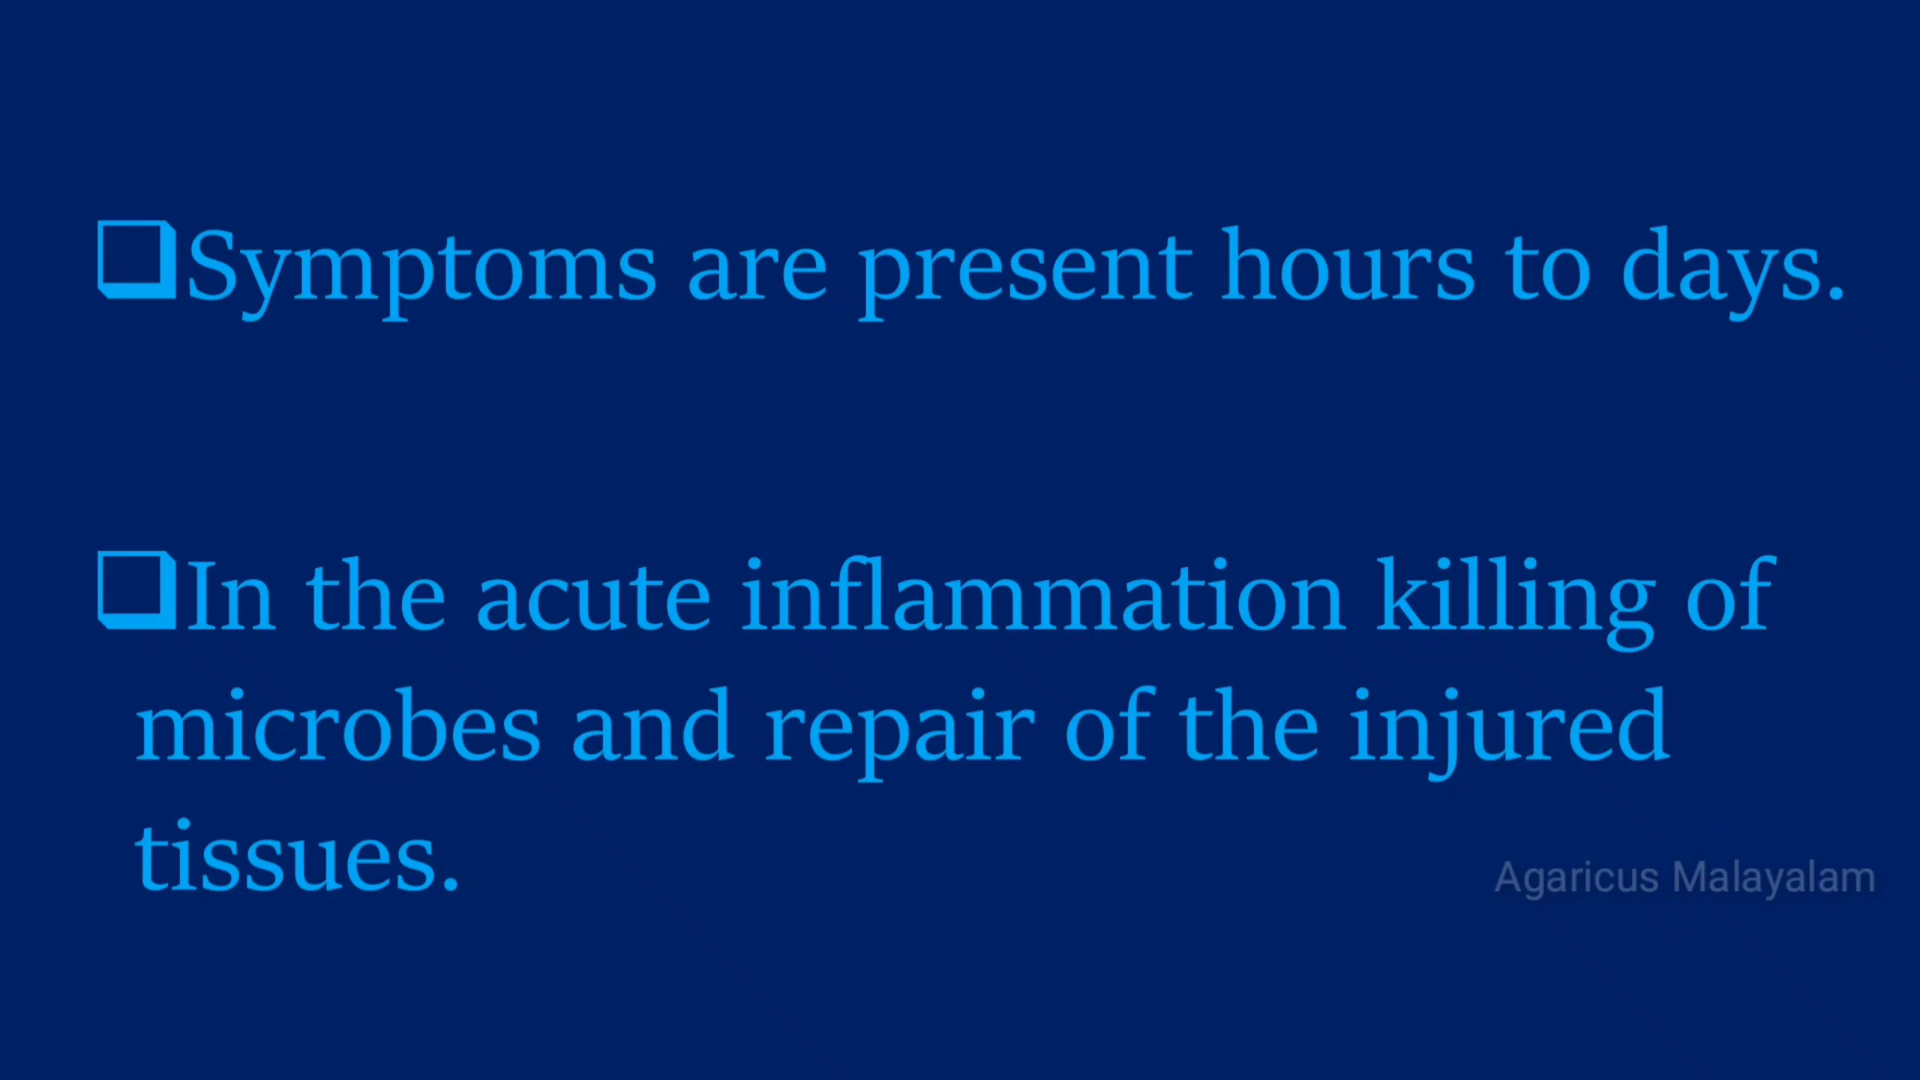 ❑Symptoms are present hours to days.
❑In the acute inflammation killing of
microbes and repair of the injured
tissues.
Agaricus Malayalam